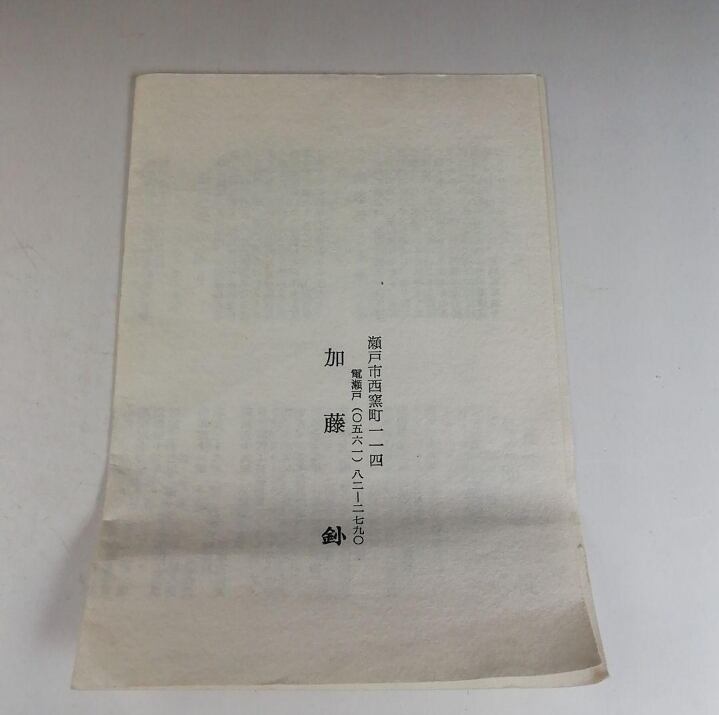 瀬戸市西窯町一一四
電瀬戸(〇五六一)八二―二七九〇
加藤 釥